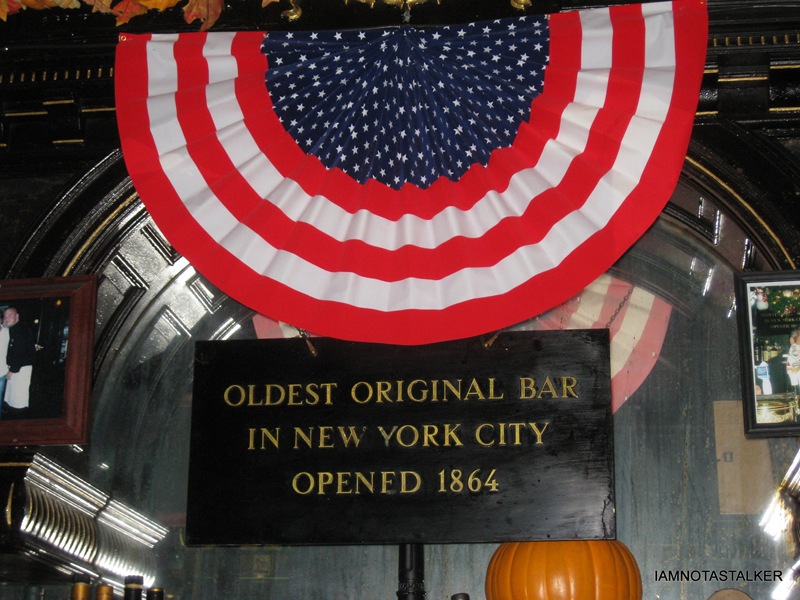 OLDEST ORIGINAL BAR
IN NEW YORK CITY
OPENED 1864
IAMNOTASTALKER